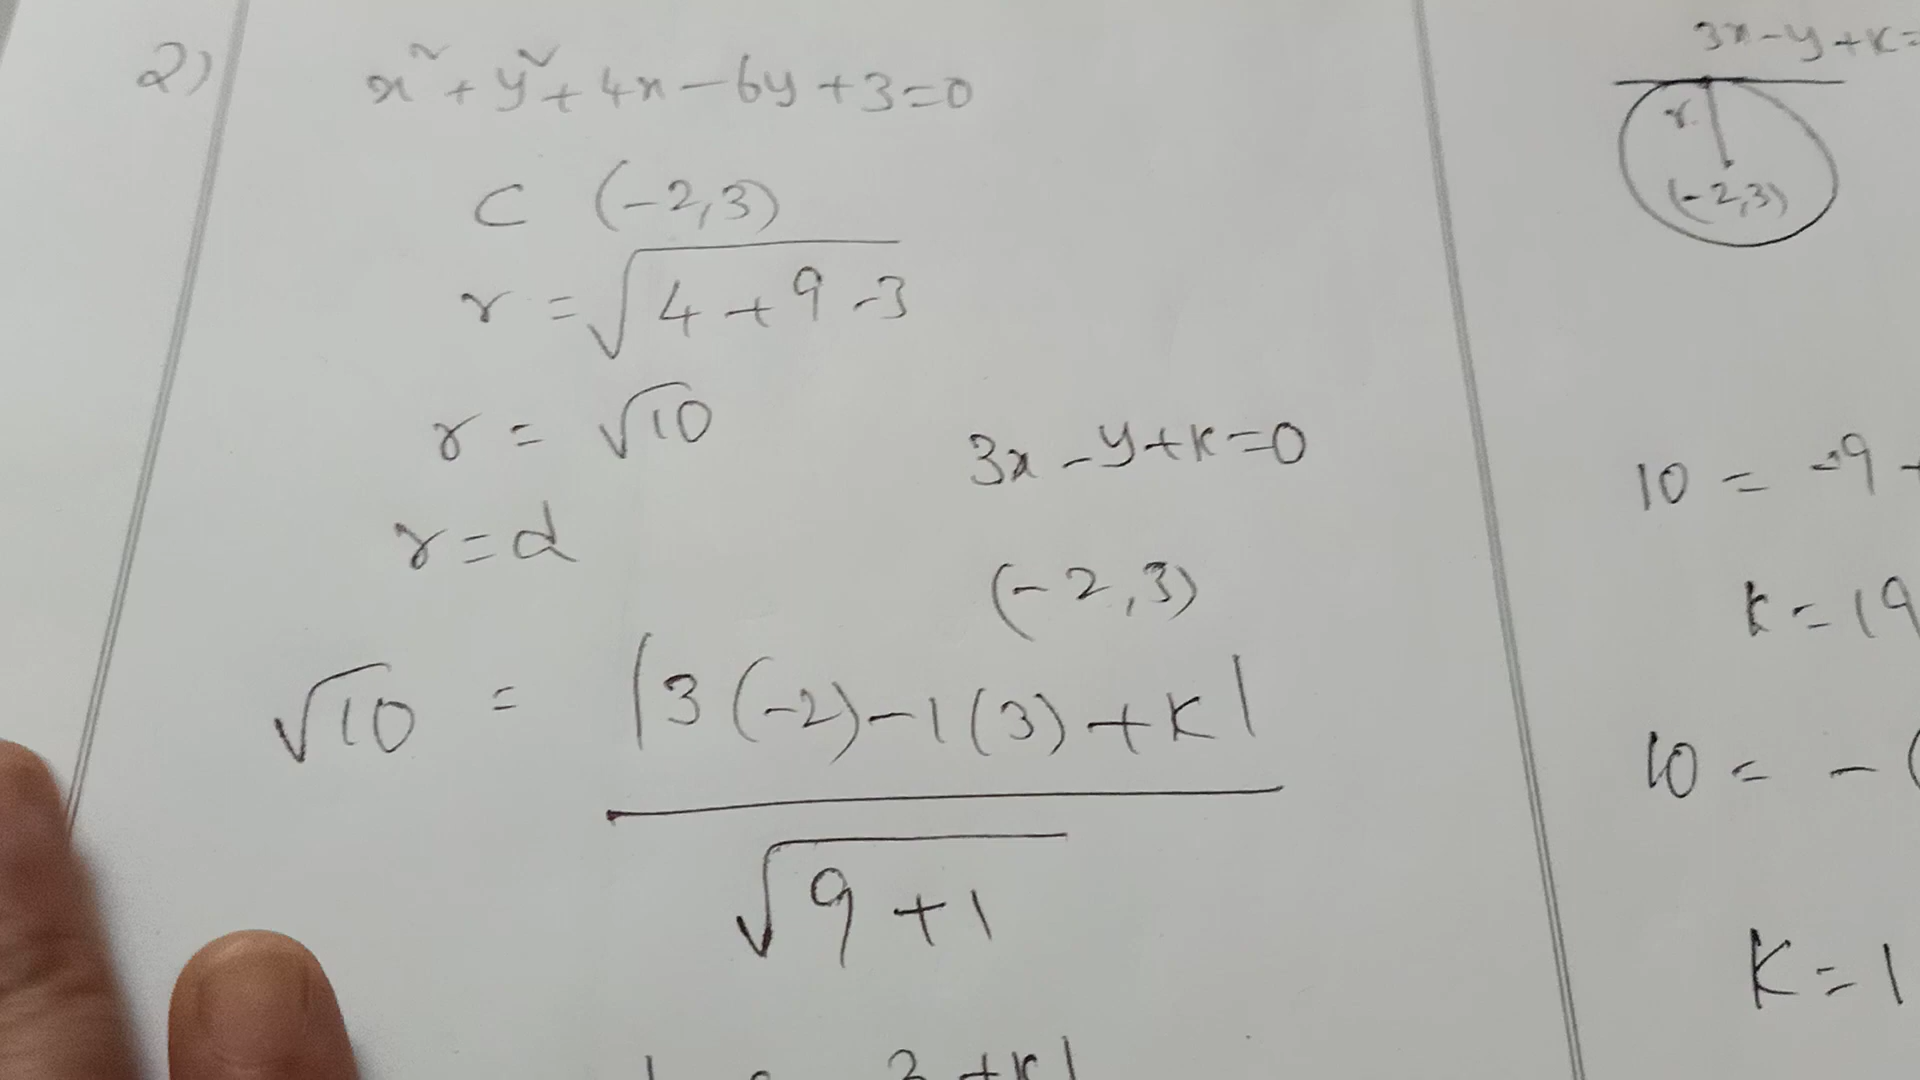 2)
x² + y² + 4x - 6y + 3 = 0
C (-2,3)
r = √4 + 9 - 3
r = √10
3x - y + k = 0
r = d
(-2,3)
√10 = |3(-2) - 1(3) + k|
√9 + 1
3 + k|
3x - y + k =
r
(-2,3)
10 = -9 +
k = 19
10 = - (
K = 1